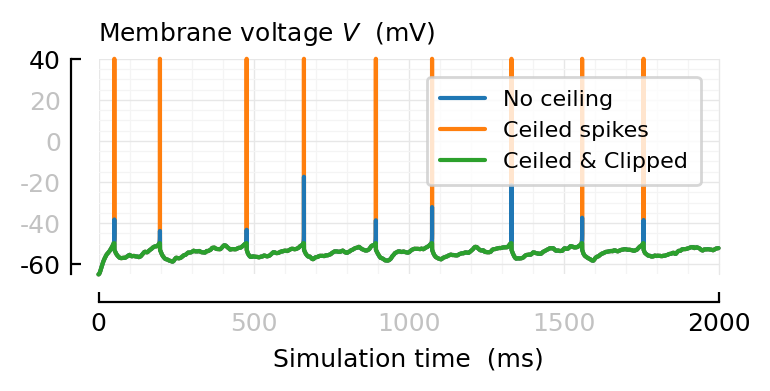 Membrane voltage V (mV)
40
20
0
-20
-40
-60
No ceiling
Ceiled spikes
Ceiled & Clipped
0 500 1000 1500 2000
Simulation time (ms)